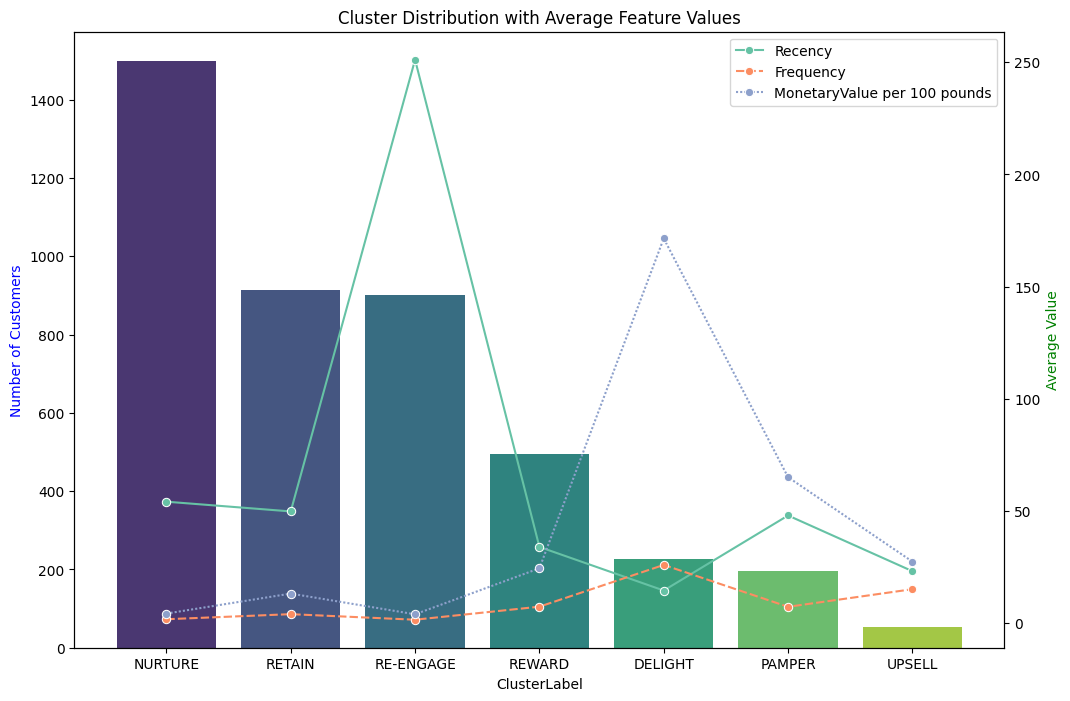 Cluster Distribution with Average Feature Values
Recency
Frequency
MonetaryValue per 100 pounds
Number of Customers
1400
1200
1000
800
600
400
200
0
250
200
150
100
50
0
Average Value
NURTURE RETAIN RE-ENGAGE REWARD DELIGHT PAMPER UPSELL
ClusterLabel